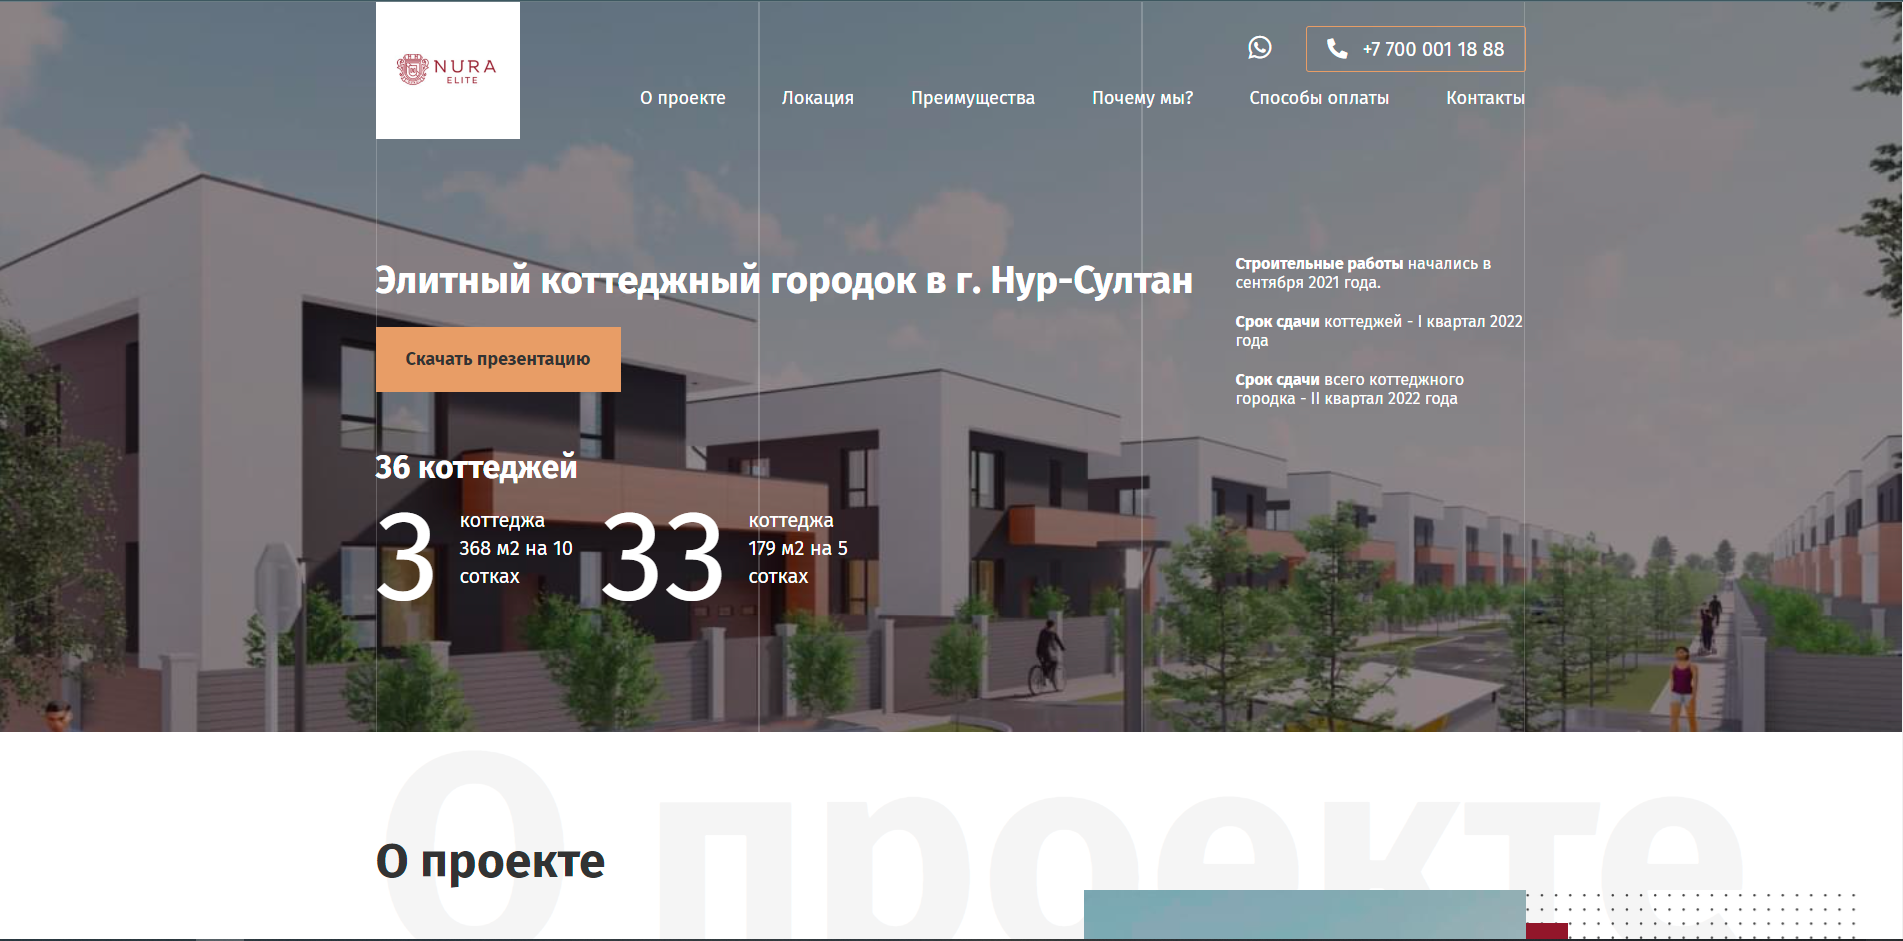 NURA
ELITE
+7 700 001 18 88
О проекте
Локация
Преимущества
Почему мы?
Способы оплаты
Контакты
Элитный коттеджный городок в г. Нур-Султан
Скачать презентацию
Строительные работы начались в
сентября 2021 года.
Срок сдачи коттеджей - I квартал 2022
года
Срок сдачи всего коттеджного
городка - II квартал 2022 года
36 коттеджей
3
коттеджа
368 м2 на 10
сотках
33
коттеджа
179 м2 на 5
сотках
О проекте
О проекте